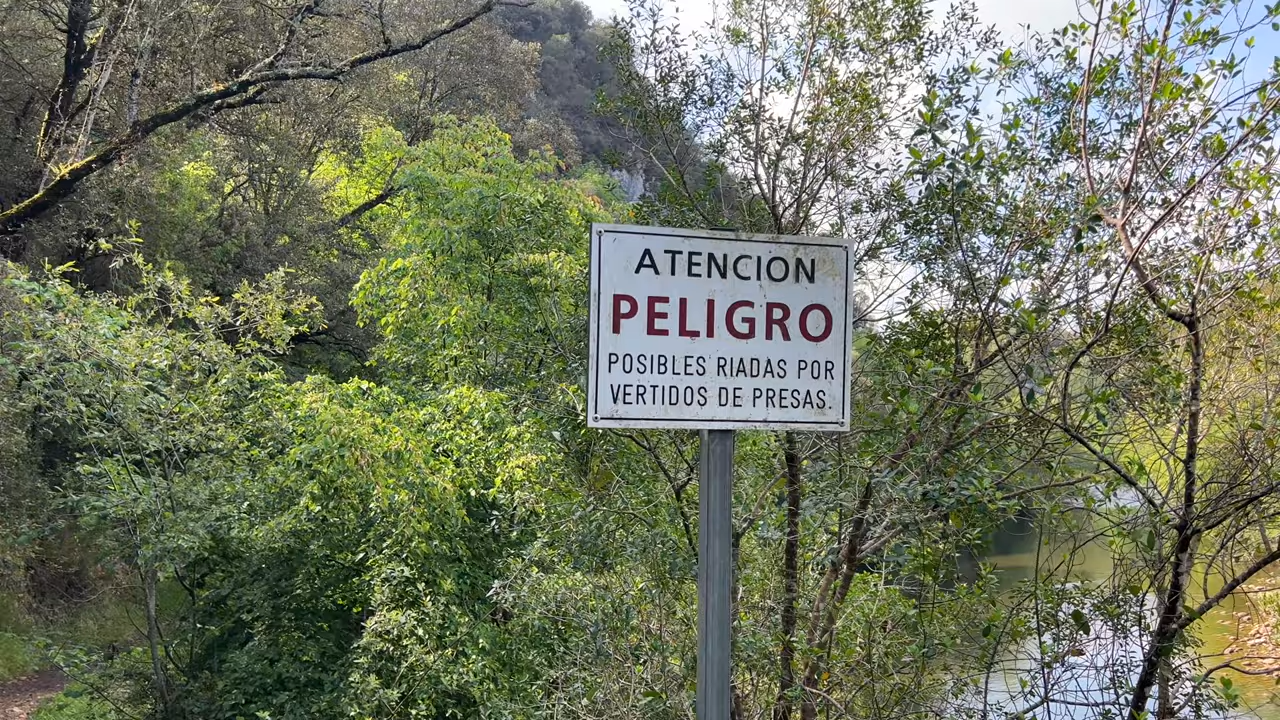 ATENCION
PELIGRO
POSIBLES RIADAS POR
VERTIDOS DE PRESAS.